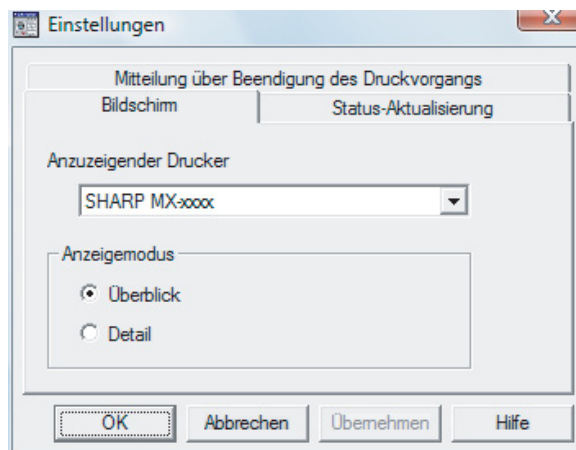 Einstellungen
Mitteilung über Beendigung des Druckvorgangs
Bildschirm
Status-Aktualisierung
Anzuzeigender Drucker
SHARP MX-xxxx
Anzeigemodus
Überblick
Detail
OK
Abbrechen
Übernehmen
Hilfe